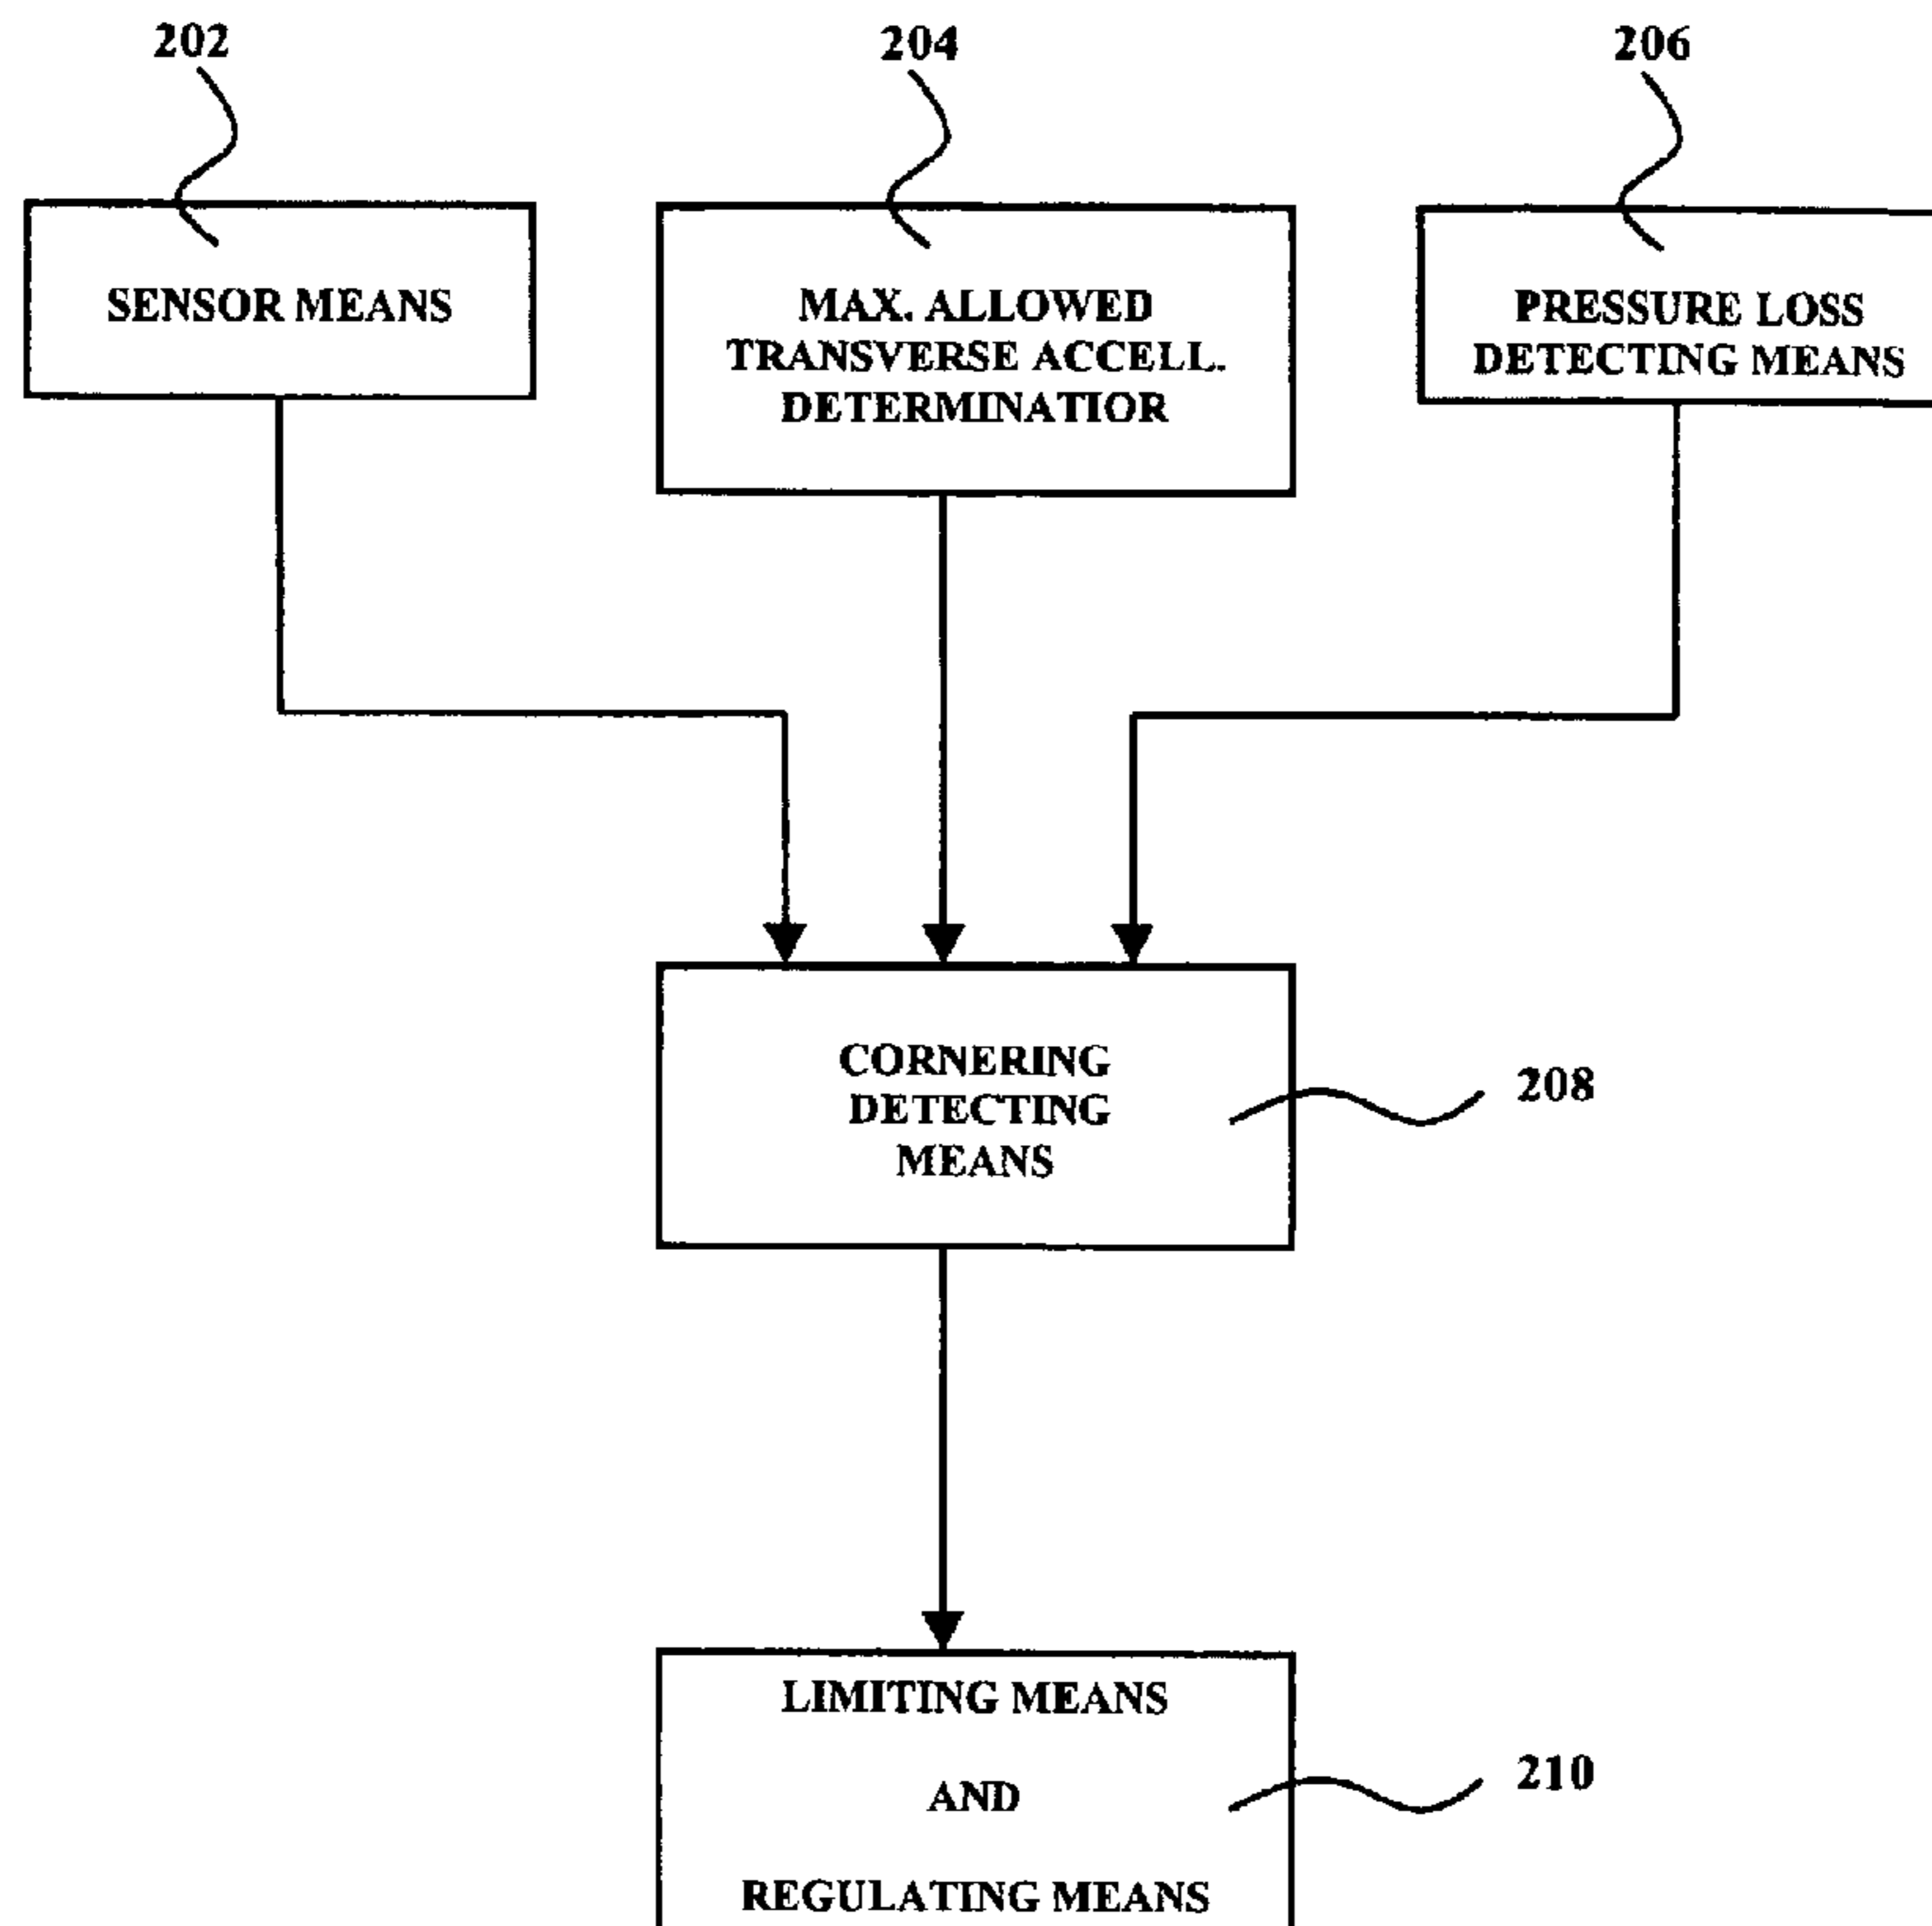 202
204
206
SENSOR MEANS
MAX. ALLOWED
TRANSVERSE ACCELL.
DETERMINATIOR
PRESSURE LOSS
DETECTING MEANS
CORNERING
DETECTING
MEANS
208
LIMITING MEANS
AND
REGULATING MEANS
210